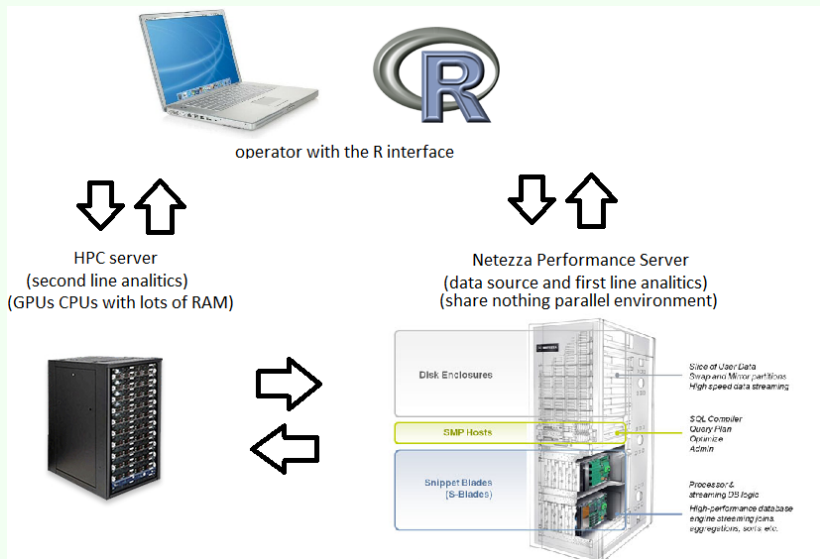 R
operator with the R interface
HPC server
(second line analitics)
(GPUs CPUs with lots of RAM)
Netezza Performance Server
(data source and first line analitics)
(share nothing parallel environment)
Disk Enclosures
Slice of User Data
Swap and Mirror partitions
High speed data streaming
SMP Hosts
SQL Compiler
Query Plan
Optimize
Admin
Snippet Blades
(S-Blades)
Processor &
streaming DB logic
High-performance database
engine streaming joins,
aggregations, sorts, etc.